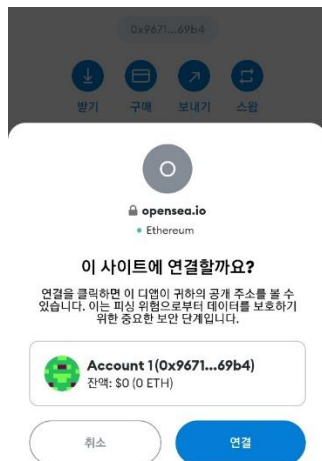 0x9671...69b4
받기 구매 보내기 스왑
O
opensea.io
Ethereum
이 사이트에 연결할까요?
연결을 클릭하면 이 디앱이 귀하의 공개 주소를 볼 수
있습니다. 이는 피싱 위험으로부터 데이터를 보호하기
위한 중요한 보안 단계입니다.
Account 1(0x9671...69b4)
잔액: $0 (0 ETH)
취소 연결